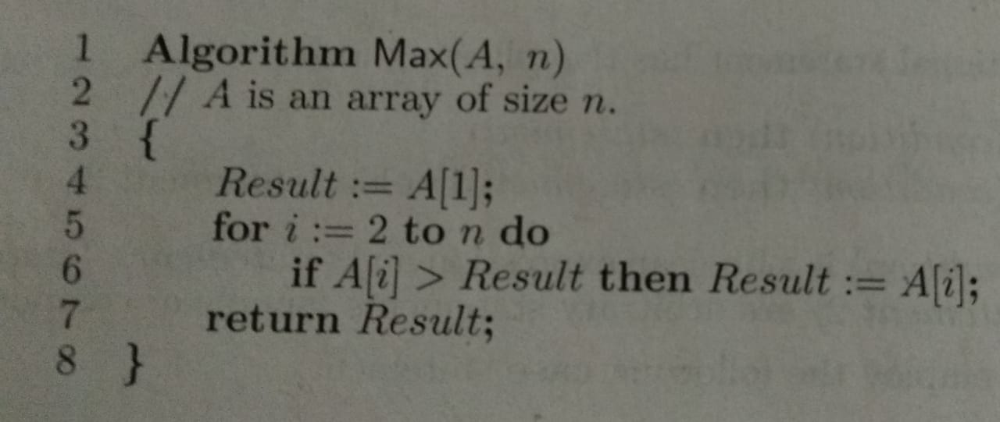 1 Algorithm Max(A, n)
2 // A is an array of size n.
3 {
4 Result := A[1];
5 for i := 2 to n do
6 if A[i] > Result then Result := A[i];
7 return Result;
8 }